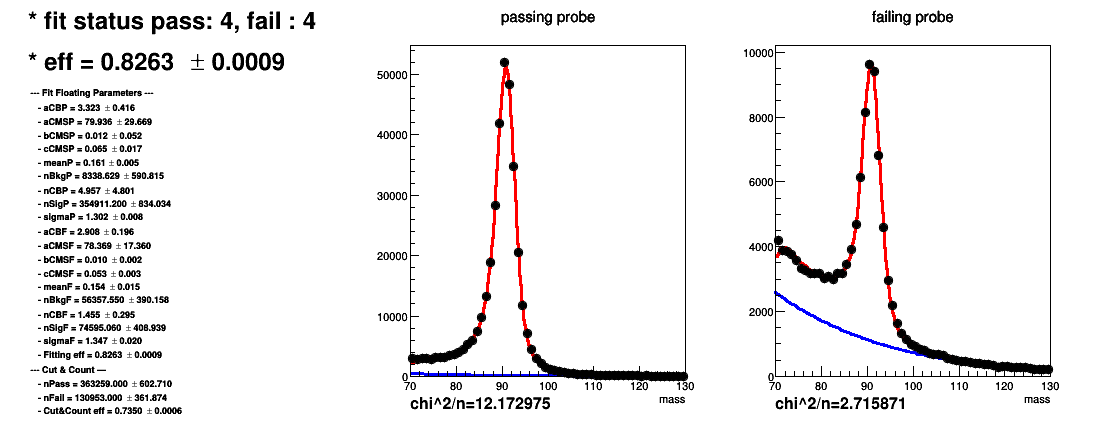 * fit status pass: 4, fail : 4
* eff = 0.8263 ± 0.0009
--- Fit Floating Parameters ---
- aCBP = 3.323 ± 0.416
- aCMSP = 79.936 ± 29.669
- bCMSP = 0.012 ± 0.052
- cCMSP = 0.065 ± 0.017
- meanP = 0.161 ± 0.005
- nBkgP = 8338.629 ± 590.815
- nCBP = 4.957 ± 4.801
- nSigP = 354911.200 ± 834.034
- sigmaP = 1.302 ± 0.008
- aCBF = 2.908 ± 0.196
- aCMSF = 78.369 ± 17.360
- bCMSF = 0.010 ± 0.002
- cCMSF = 0.053 ± 0.003
- meanF = 0.154 ± 0.015
- nBkgF = 56357.550 ± 390.158
- nCBF = 1.455 ± 0.295
- nSigF = 74595.060 ± 408.939
- sigmaF = 1.347 ± 0.020
- Fitting eff = 0.8263 ± 0.0009
--- Cut & Count ---
- nPass = 363259.000 ± 602.710
- nFail = 130953.000 ± 361.874
- Cut&Count eff = 0.7350 ± 0.0006
passing probe
50000
40000
30000
20000
10000
0
70 80 90 100 110 120 130
mass
chi^2/n=12.172975
failing probe
10000
8000
6000
4000
2000
0
70 80 90 100 110 120 130
mass
chi^2/n=2.715871